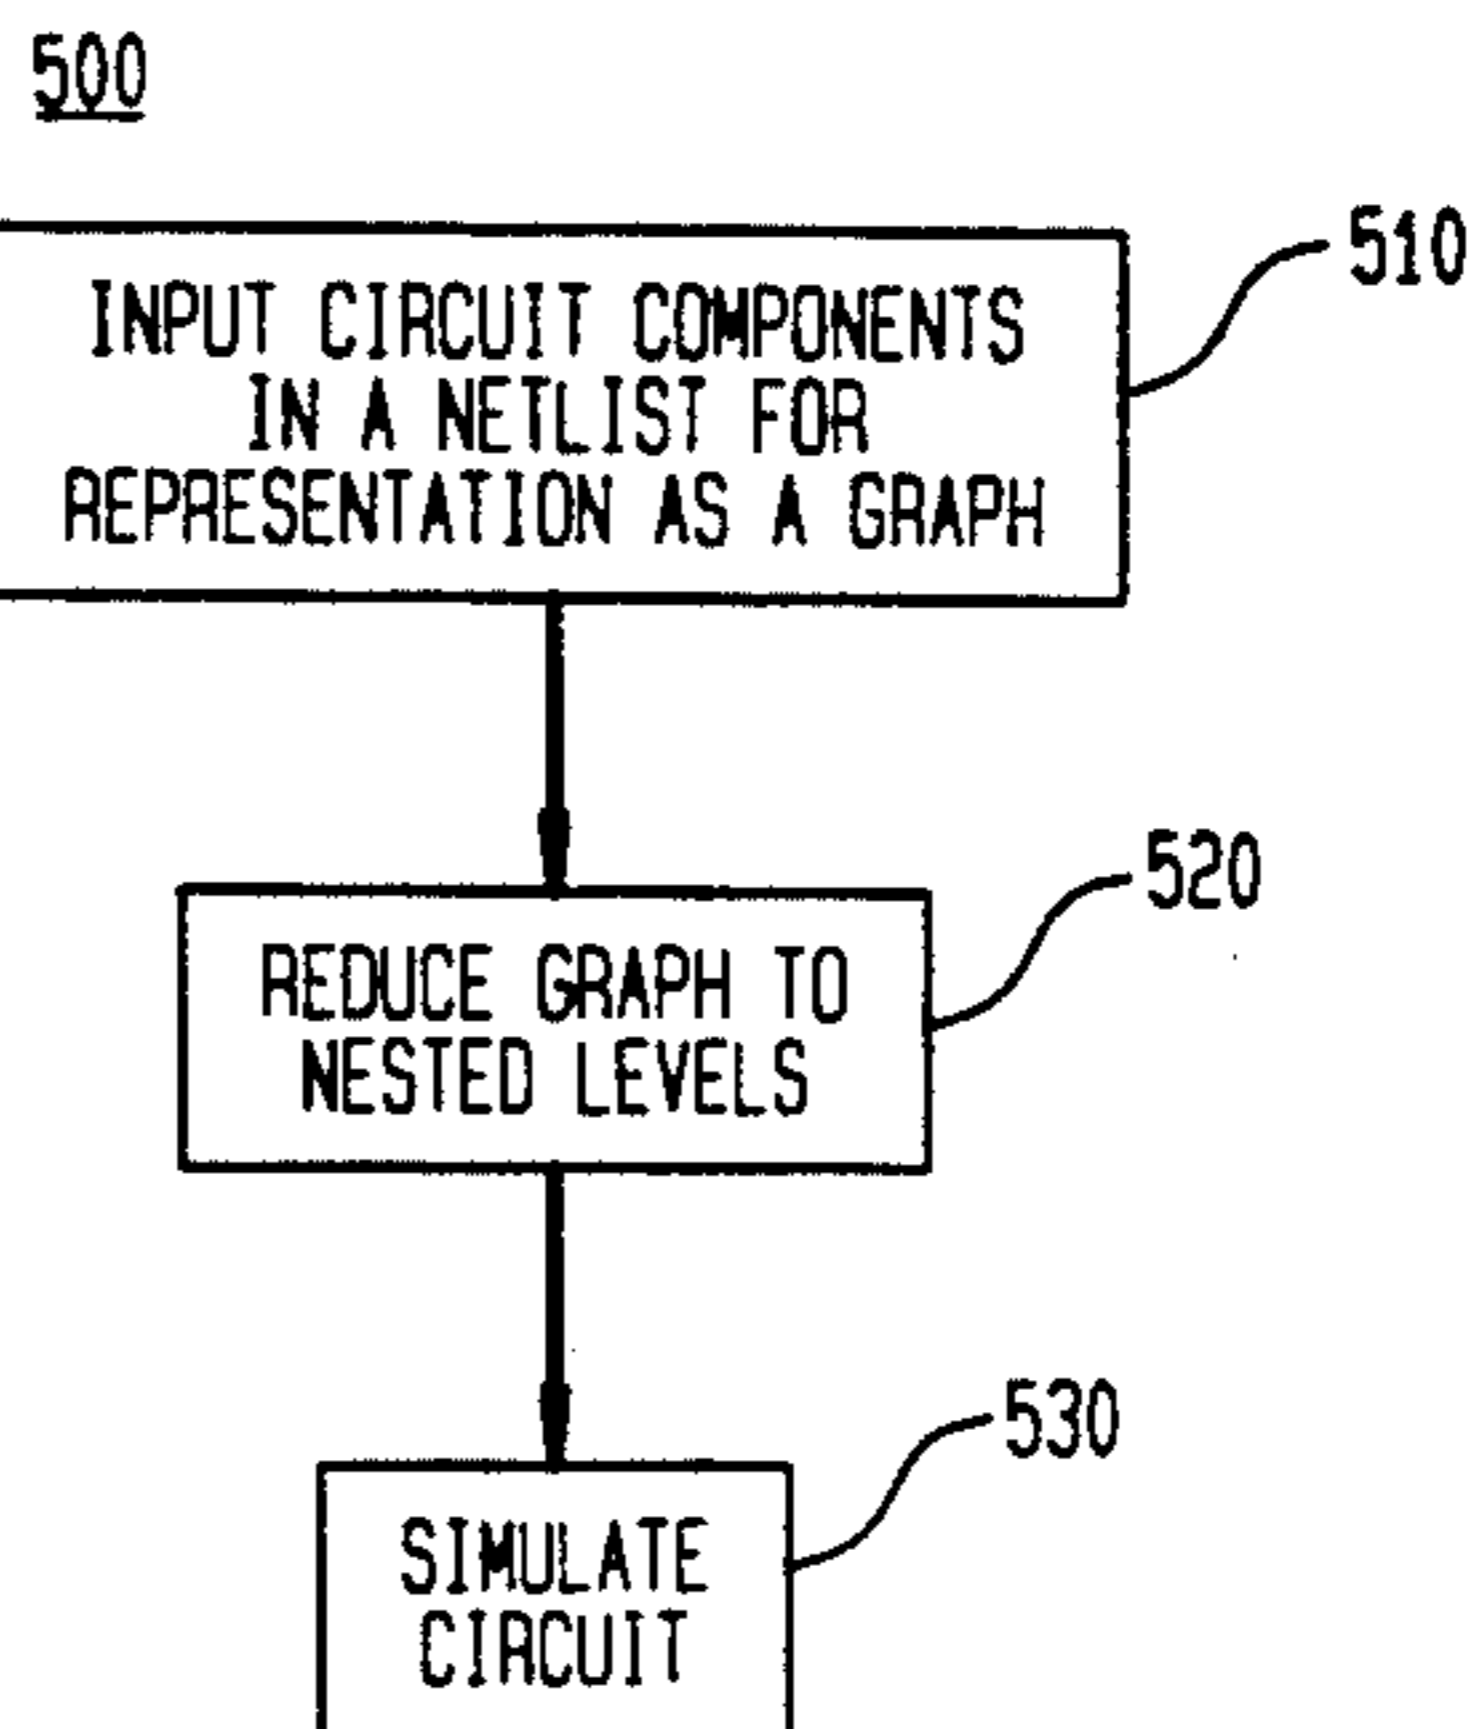 500
510
INPUT CIRCUIT COMPONENTS
IN A NETLIST FOR
REPRESENTATION AS A GRAPH
520
REDUCE GRAPH TO
NESTED LEVELS
530
SIMULATE
CIRCUIT